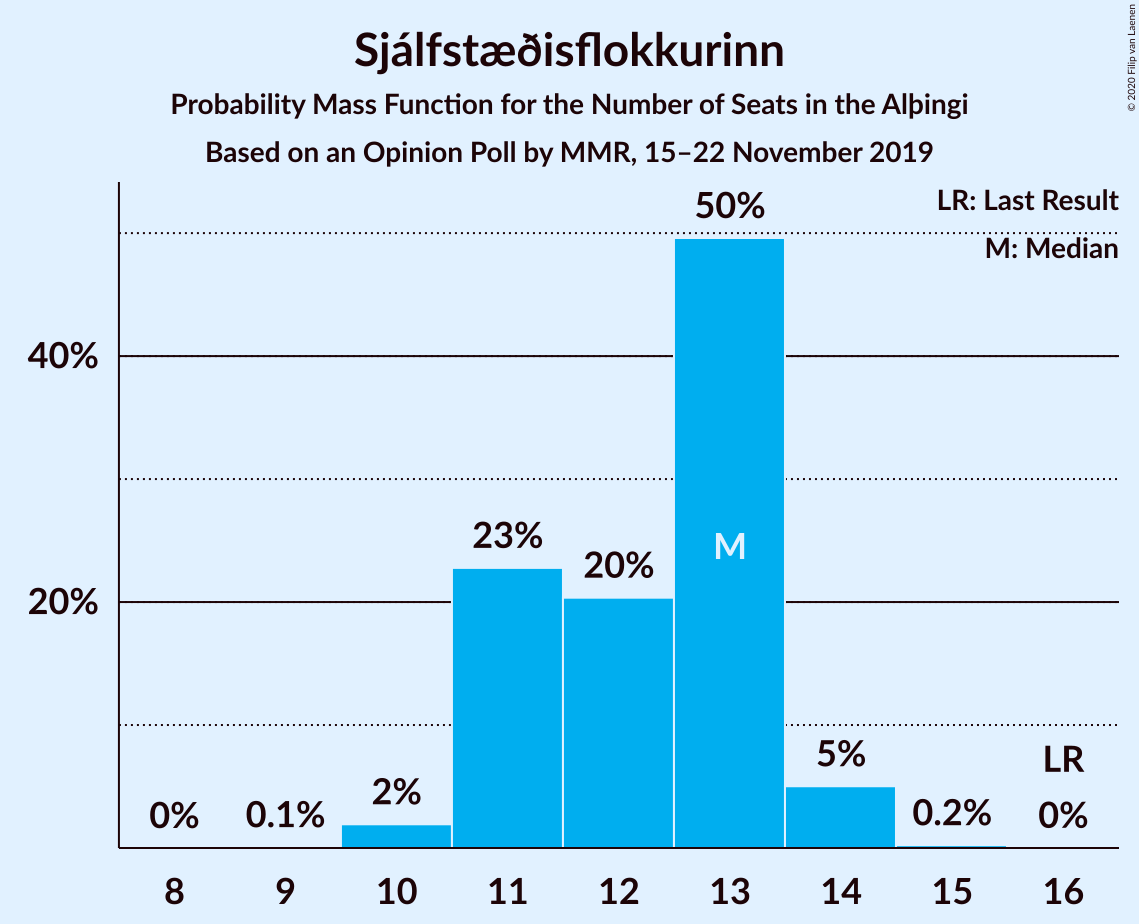 Sjálfstæðisflokkurinn
Probability Mass Function for the Number of Seats in the Alþingi
Based on an Opinion Poll by MMR, 15–22 November 2019
© 2020 Filip van Laenen
LR: Last Result
M: Median
40%
20%
0%
0.1%
2%
23%
20%
50%
M
5%
0.2%
LR
0%
8 9 10 11 12 13 14 15 16